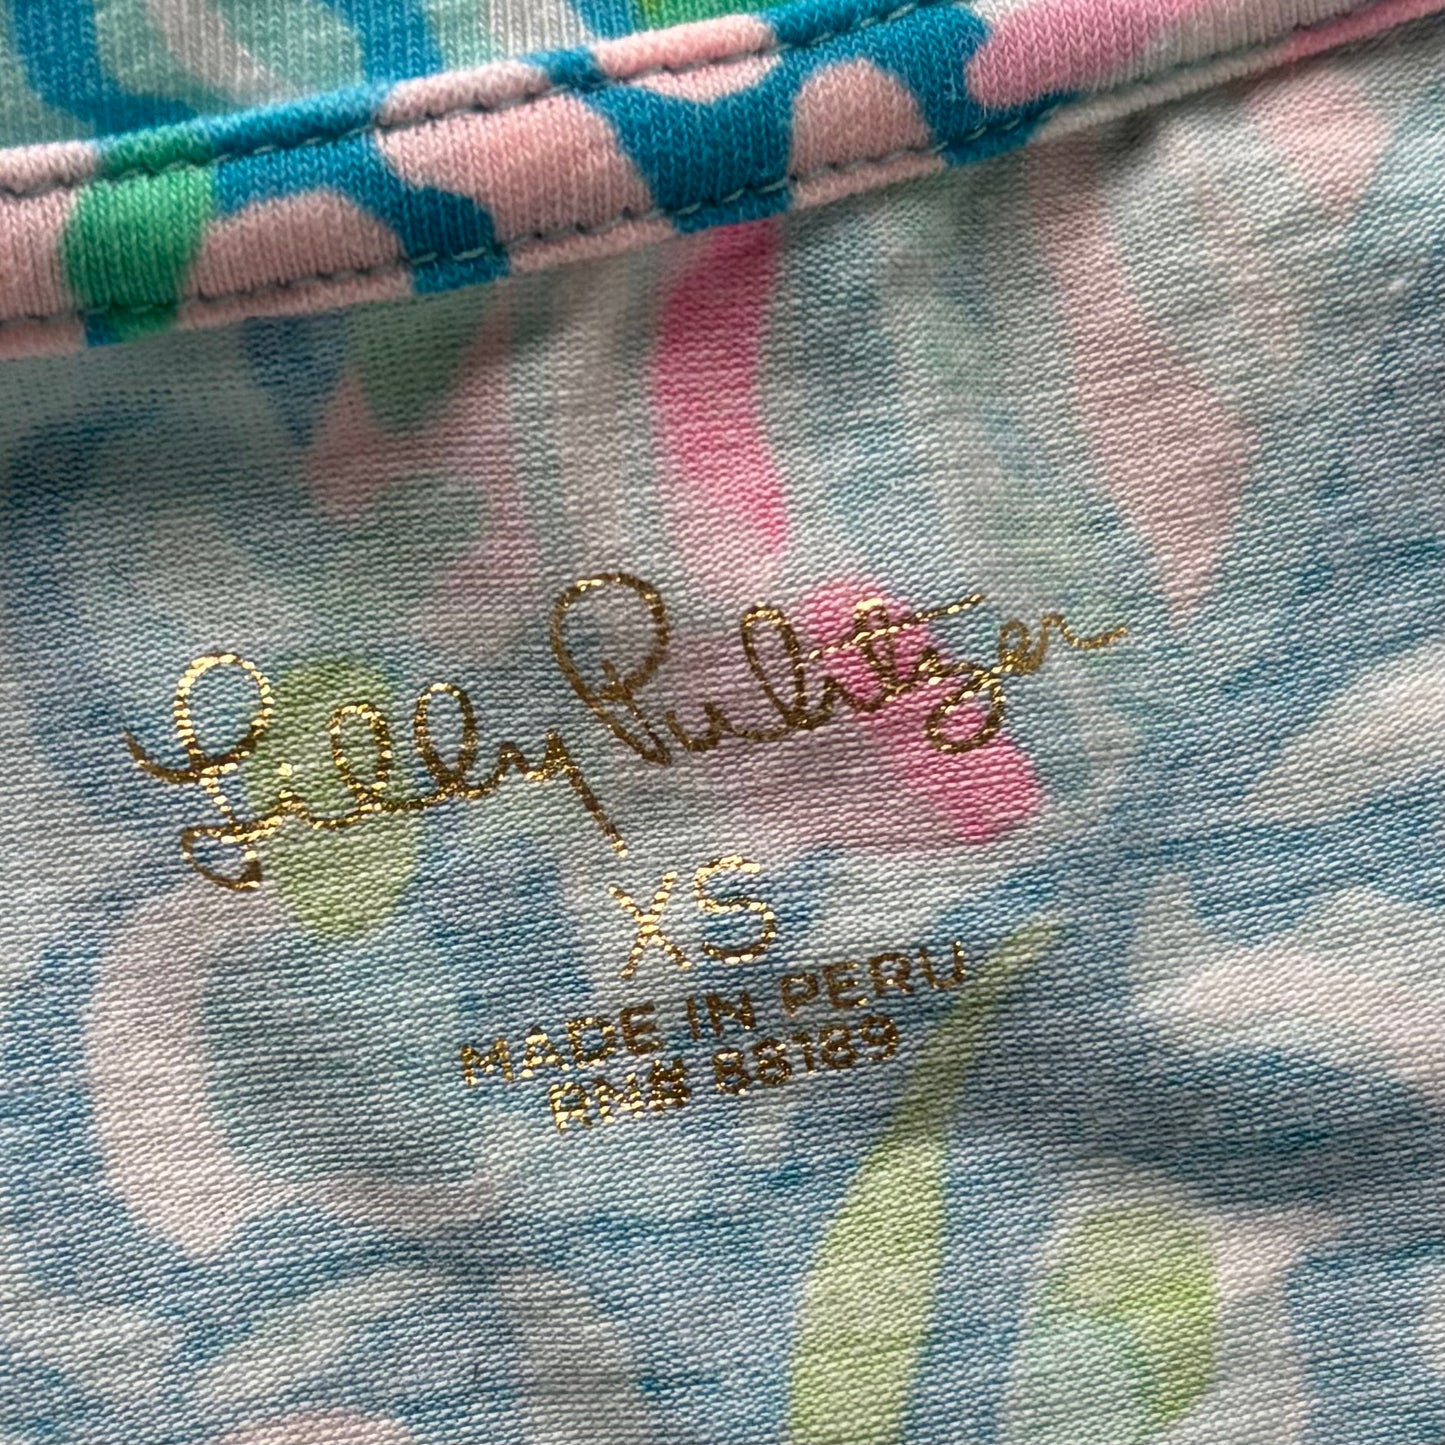 Lilly Pulitzer
XS
MADE IN PERU
RN# 88189